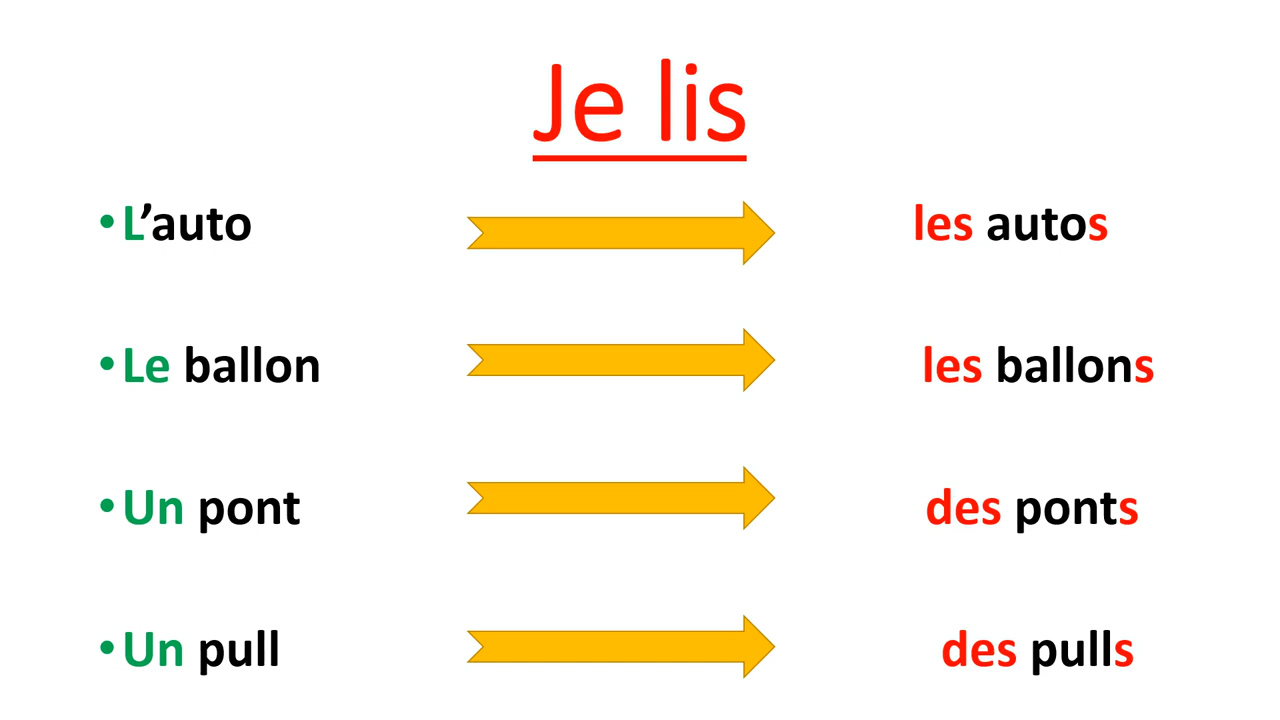 Je lis
•L’auto les autos
•Le ballon les ballons
•Un pont des ponts
•Un pull des pulls